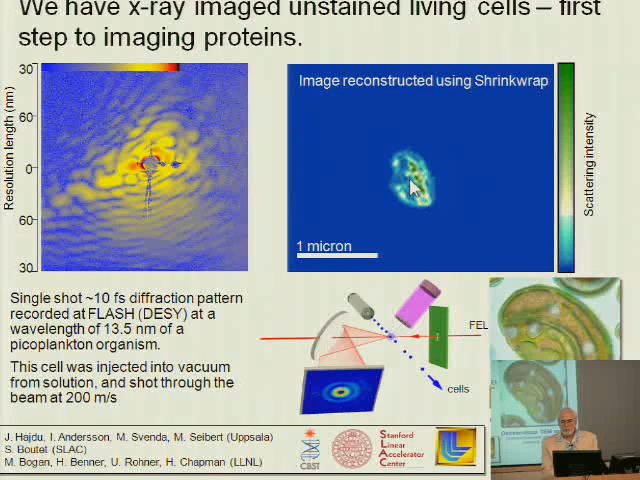 We have x-ray imaged unstained living cells – first
step to imaging proteins.
30
60
0
60
30
Resolution length (nm)
Image reconstructed using Shrinkwrap
1 micron
Scattering intensity
Single shot ~10 fs diffraction pattern
recorded at FLASH (DESY) at a
wavelength of 13.5 nm of a
picoplankton organism.
This cell was injected into vacuum
from solution, and shot through the
beam at 200 m/s
FEL
cells
J. Hajdu, I. Andersson, M. Svenda, M. Seibert (Uppsala)
S. Boutet (SLAC)
M. Bogan, H. Benner, U. Rohner, H. Chapman (LLNL)
CBST
Stanford
Linear
Accelerator
Center